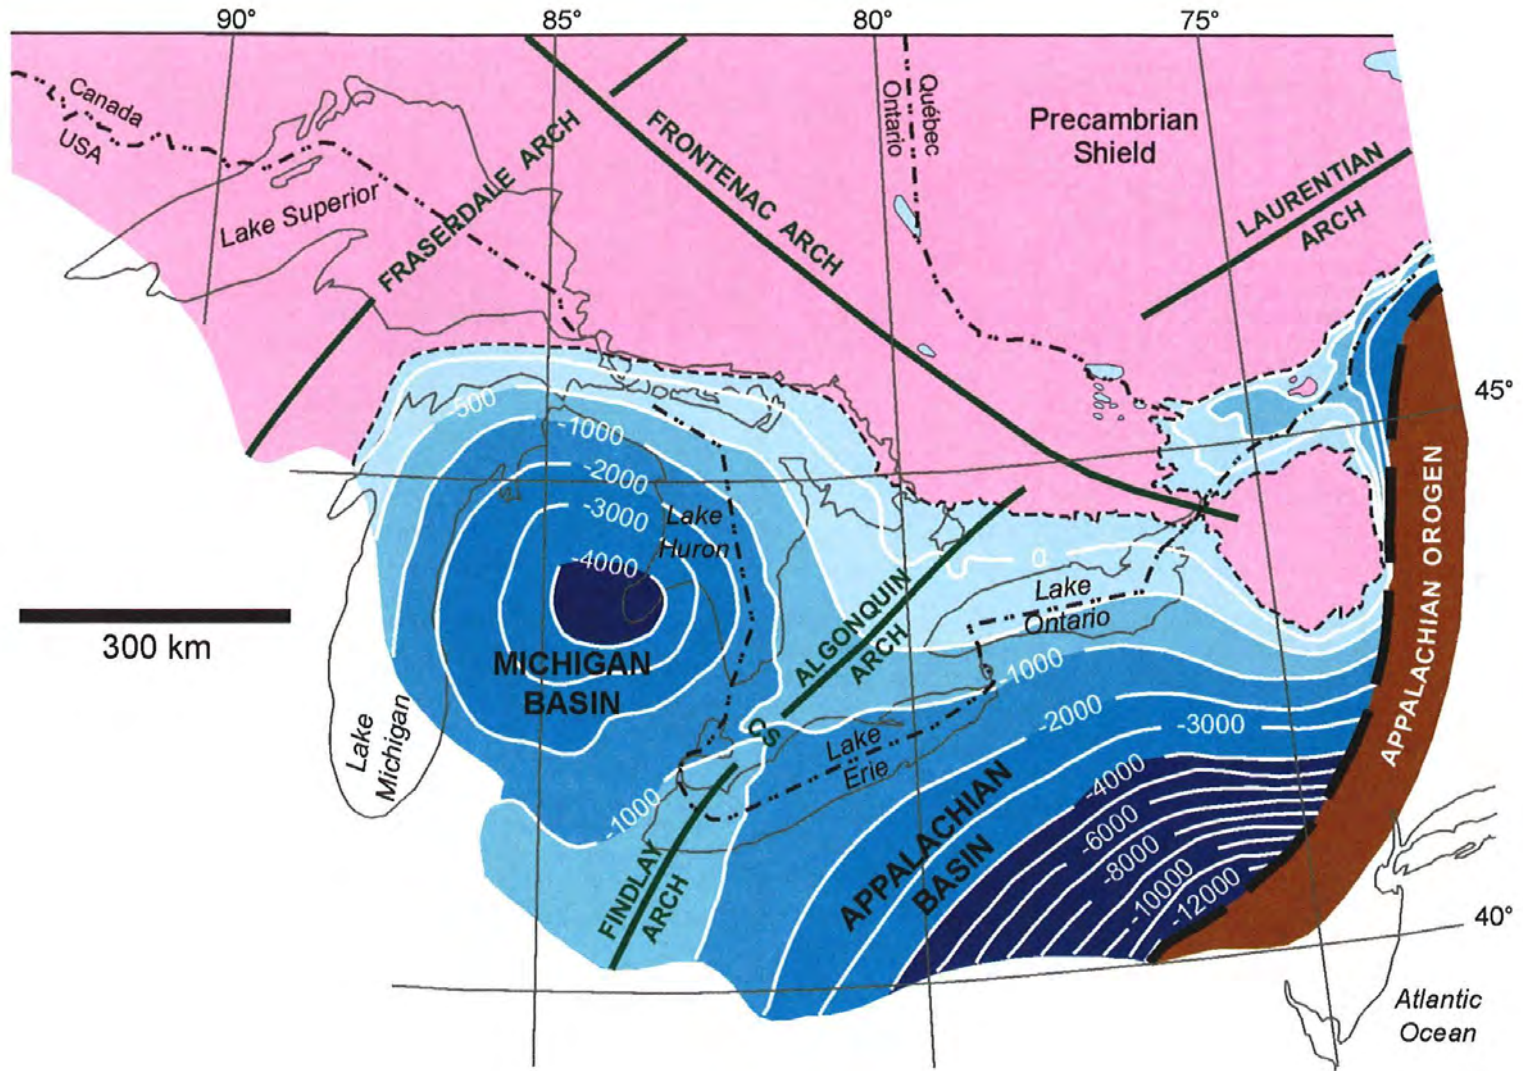 90°
85°
80°
75°
Canada
USA
Lake Superior
FRASERDALE ARCH
FRONTENAC ARCH
Québec
Ontario
Precambrian
Shield
LAURENTIAN
ARCH
45°
-500
-1000
-2000
-3000
-4000
Lake
Huron
MICHIGAN
BASIN
300 km
Lake
Michigan
0
Lake
Ontario
ALGONQUIN
ARCH
CS
Lake
Erie
-1000
-2000
-3000
-4000
-6000
-8000
-10000
-12000
-1000
FINDLAY
ARCH
APPALACHIAN
BASIN
APPALACHIAN OROGEN
40°
Atlantic
Ocean